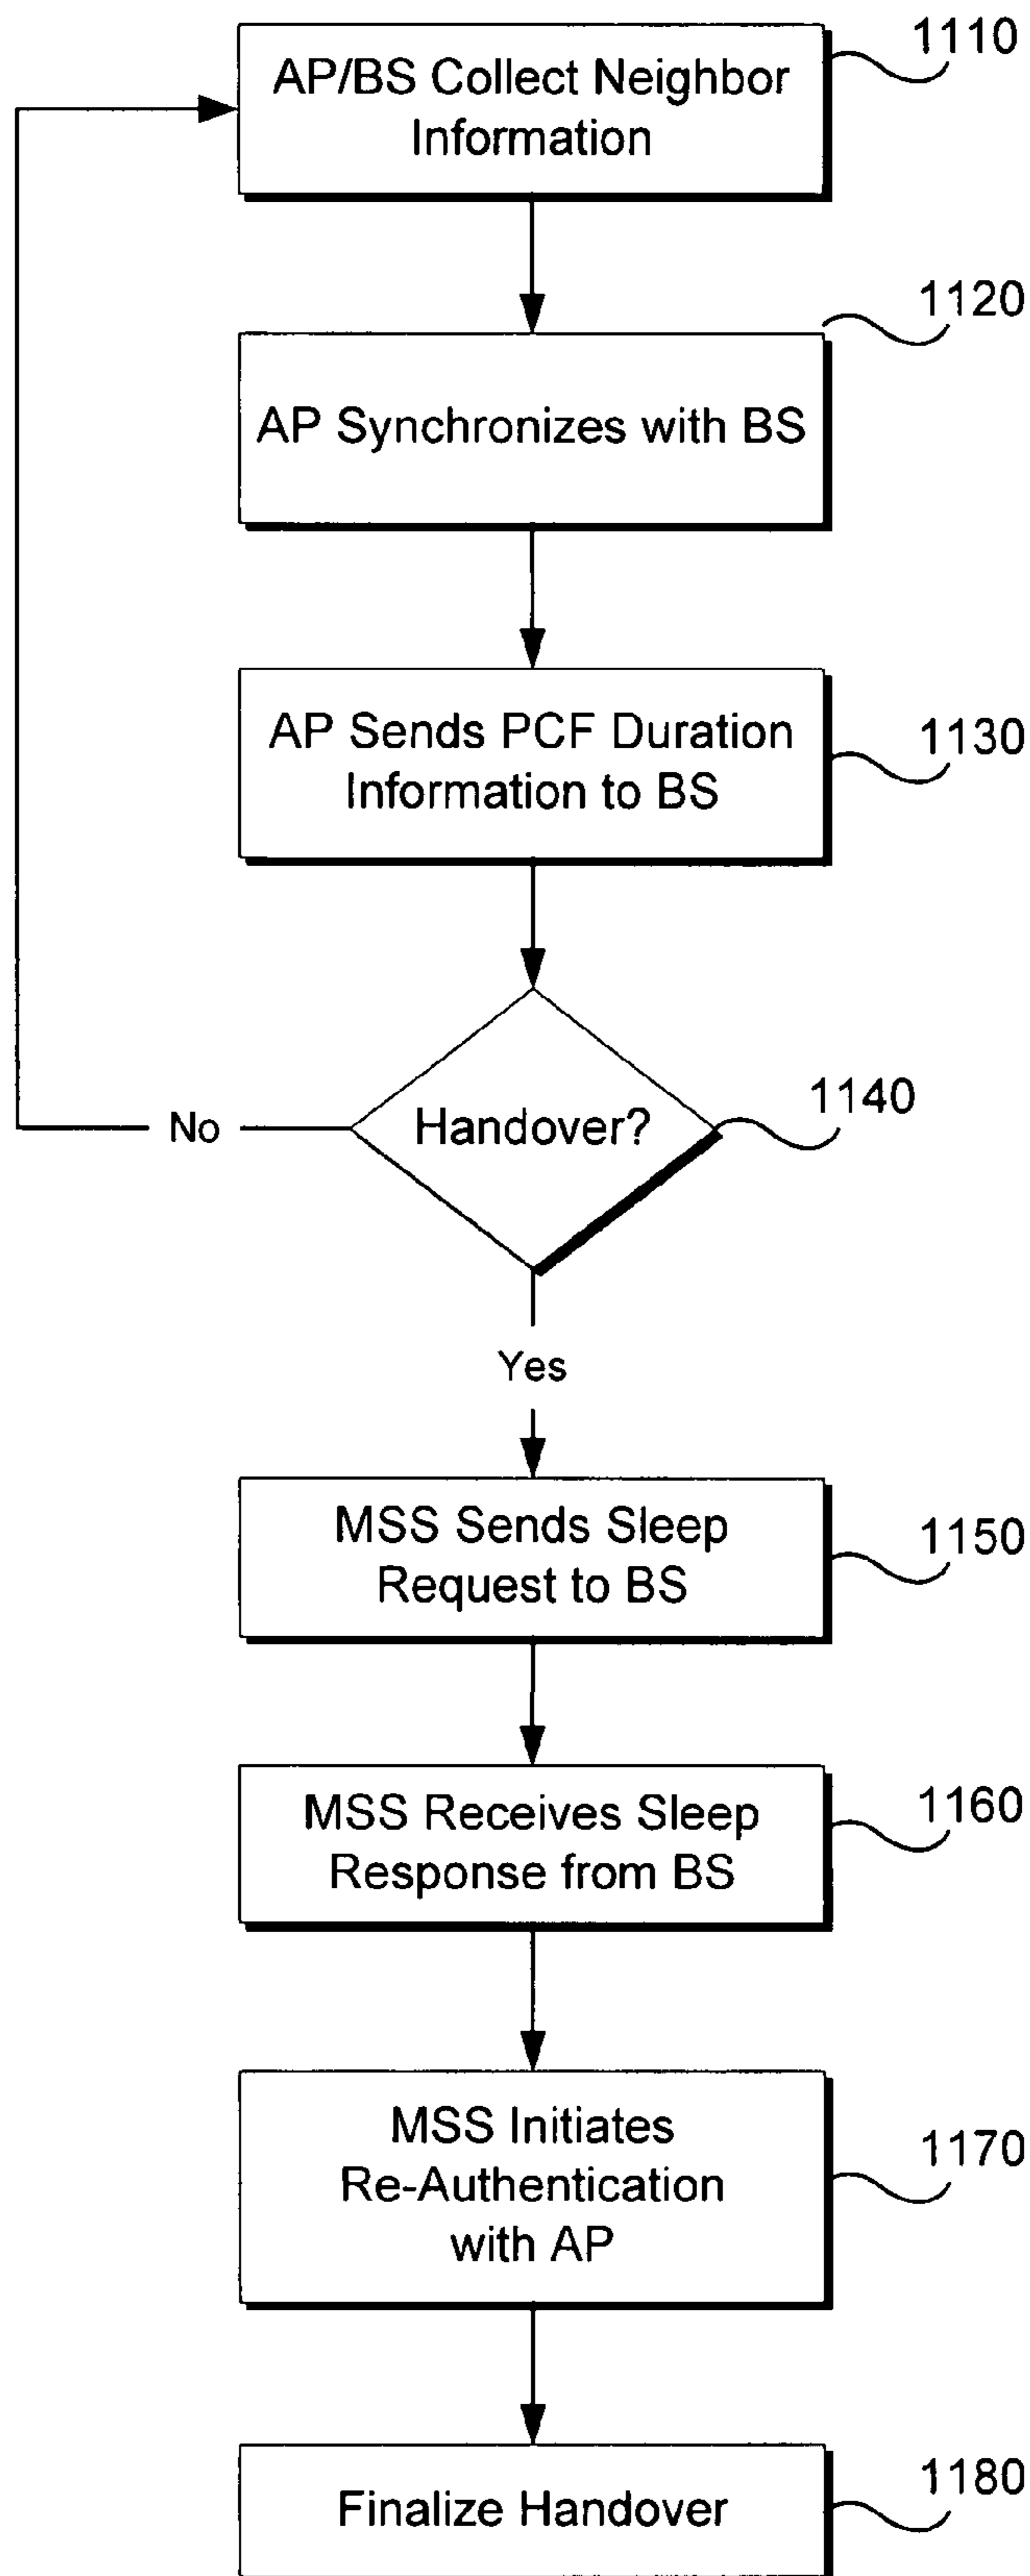 1110
AP/BS Collect Neighbor
Information
1120
AP Synchronizes with BS
AP Sends PCF Duration
Information to BS
1130
Handover?
1140
No
Yes
MSS Sends Sleep
Request to BS
1150
MSS Receives Sleep
Response from BS
1160
MSS Initiates
Re-Authentication
with AP
1170
Finalize Handover
1180